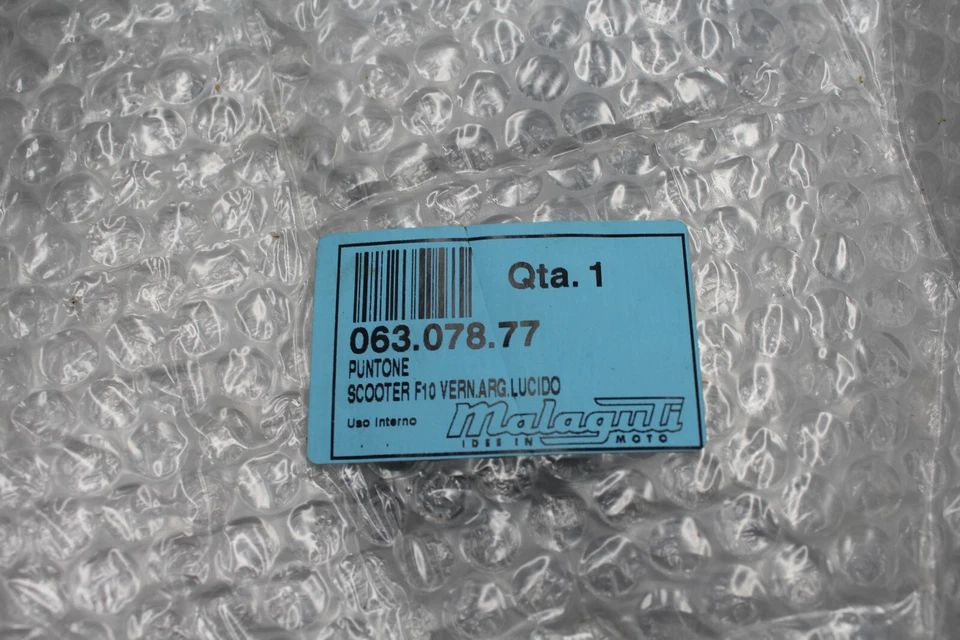 Qta. 1
063.078.77
PUNTONE
SCOOTER F10 VERN.ARG.LUCIDO
Uso Interno
Malaguti
IDEE IN MOTO